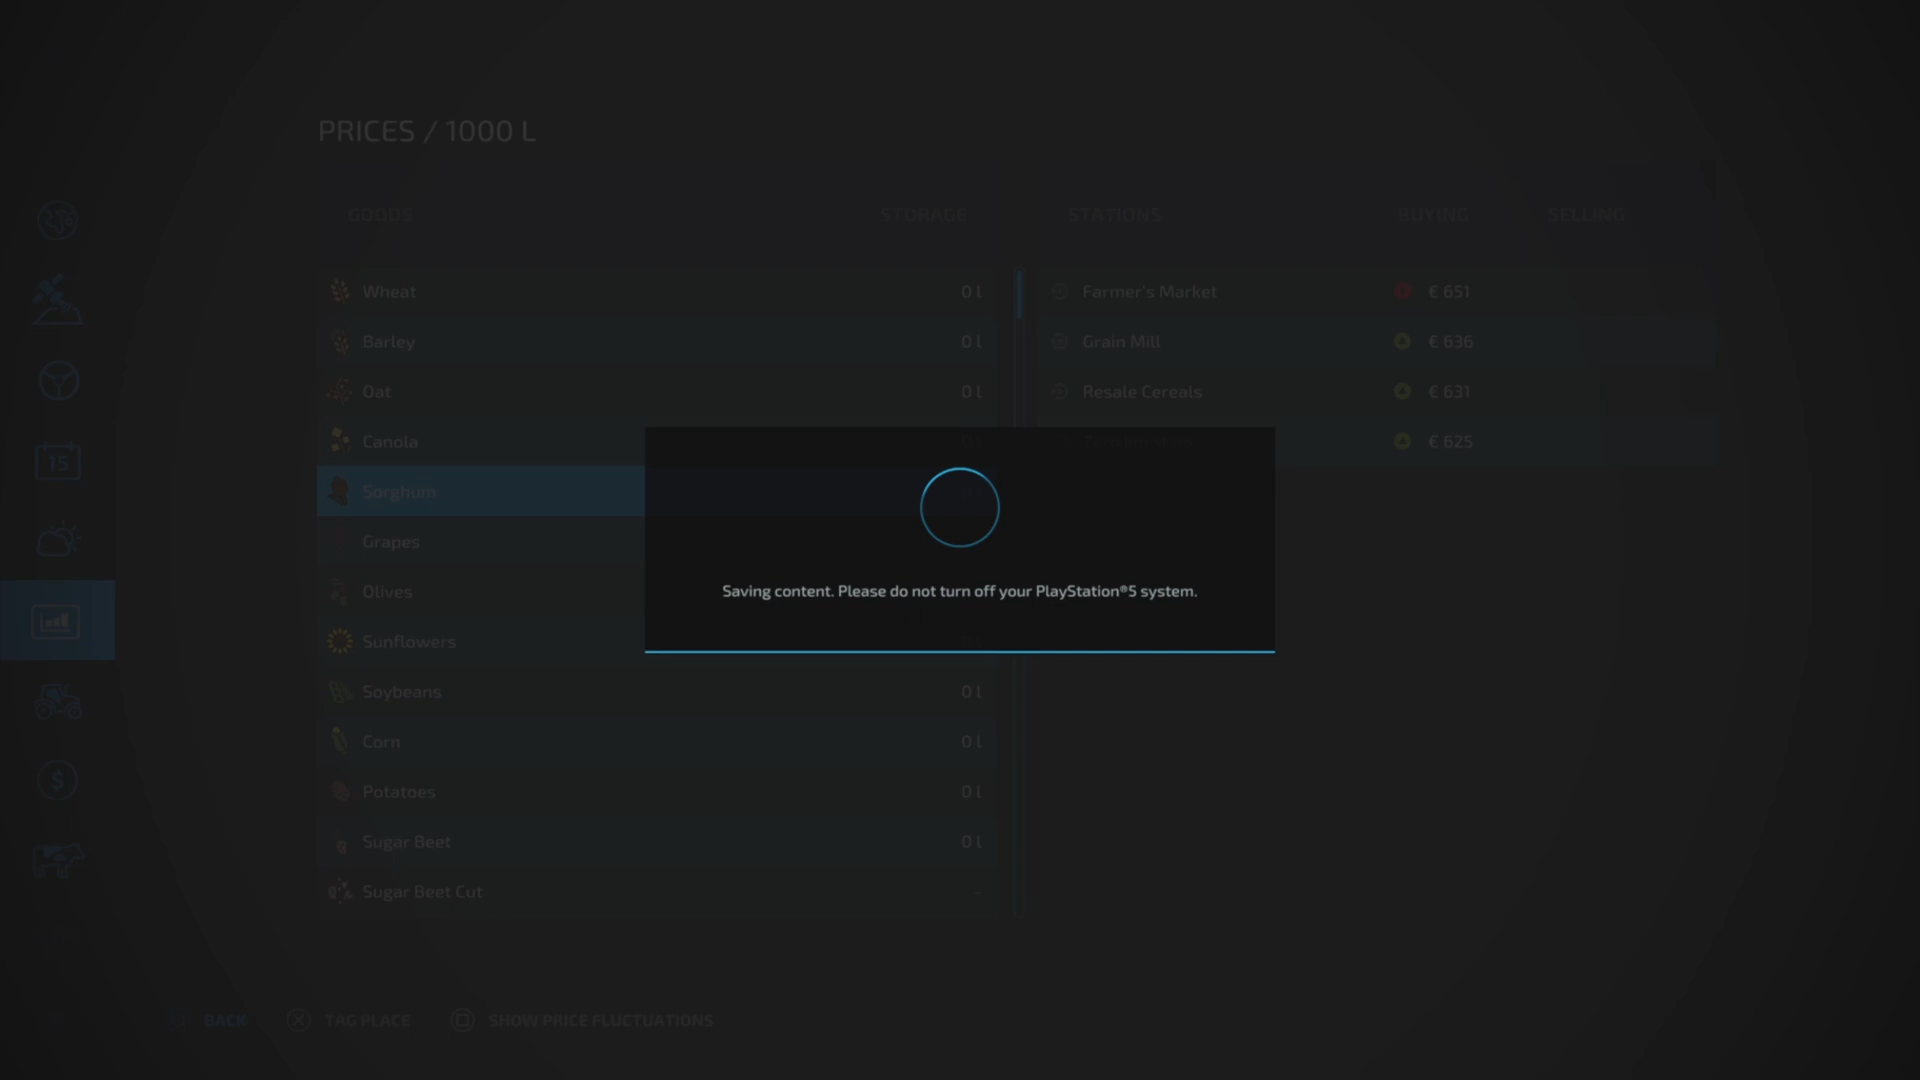 PRICES / 1000 L
GOODS STORAGE STATIONS BUYING SELLING
Wheat 0 l Farmer's Market € 651
Barley 0 l Grain Mill € 636
Oat 0 l Resale Cereals € 631
Canola € 625
15
Sorghum
Grapes
Olives
Saving content. Please do not turn off your PlayStation®5 system.
Sunflowers
Soybeans 0 l
Corn 0 l
$
Potatoes 0 l
Sugar Beet 0 l
Sugar Beet Cut -
BACK TAG PLACE SHOW PRICE FLUCTUATIONS